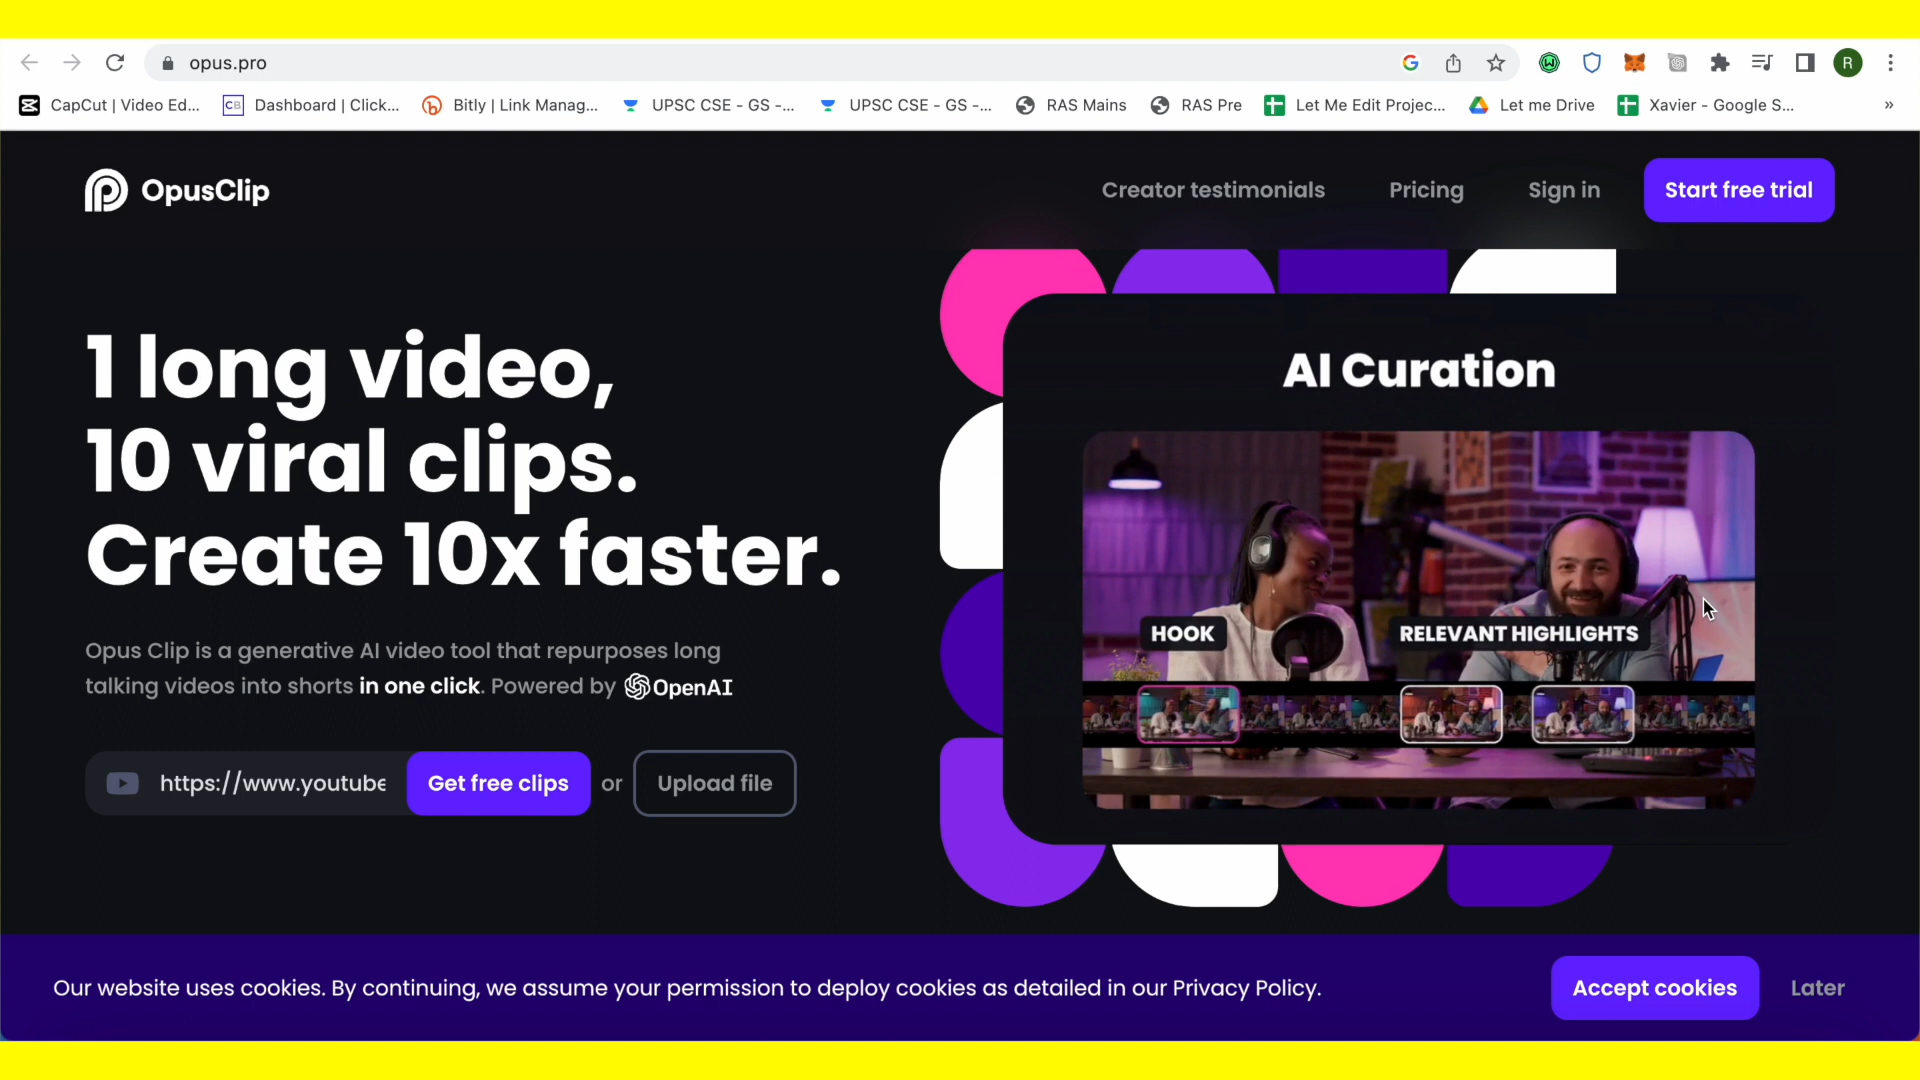 opus.pro
R
CapCut | Video Ed...
CB
Dashboard | Click...
Bitly | Link Manag...
UPSC CSE - GS -...
UPSC CSE - GS -...
RAS Mains
RAS Pre
Let Me Edit Projec...
Let me Drive
Xavier - Google S...
»
OpusClip
Creator testimonials
Pricing
Sign in
Start free trial
1 long video,
10 viral clips.
Create 10x faster.
Opus Clip is a generative AI video tool that repurposes long
talking videos into shorts in one click. Powered by OpenAI
https://www.youtube
Get free clips
or
Upload file
AI Curation
HOOK
RELEVANT HIGHLIGHTS
Our website uses cookies. By continuing, we assume your permission to deploy cookies as detailed in our Privacy Policy.
Accept cookies
Later